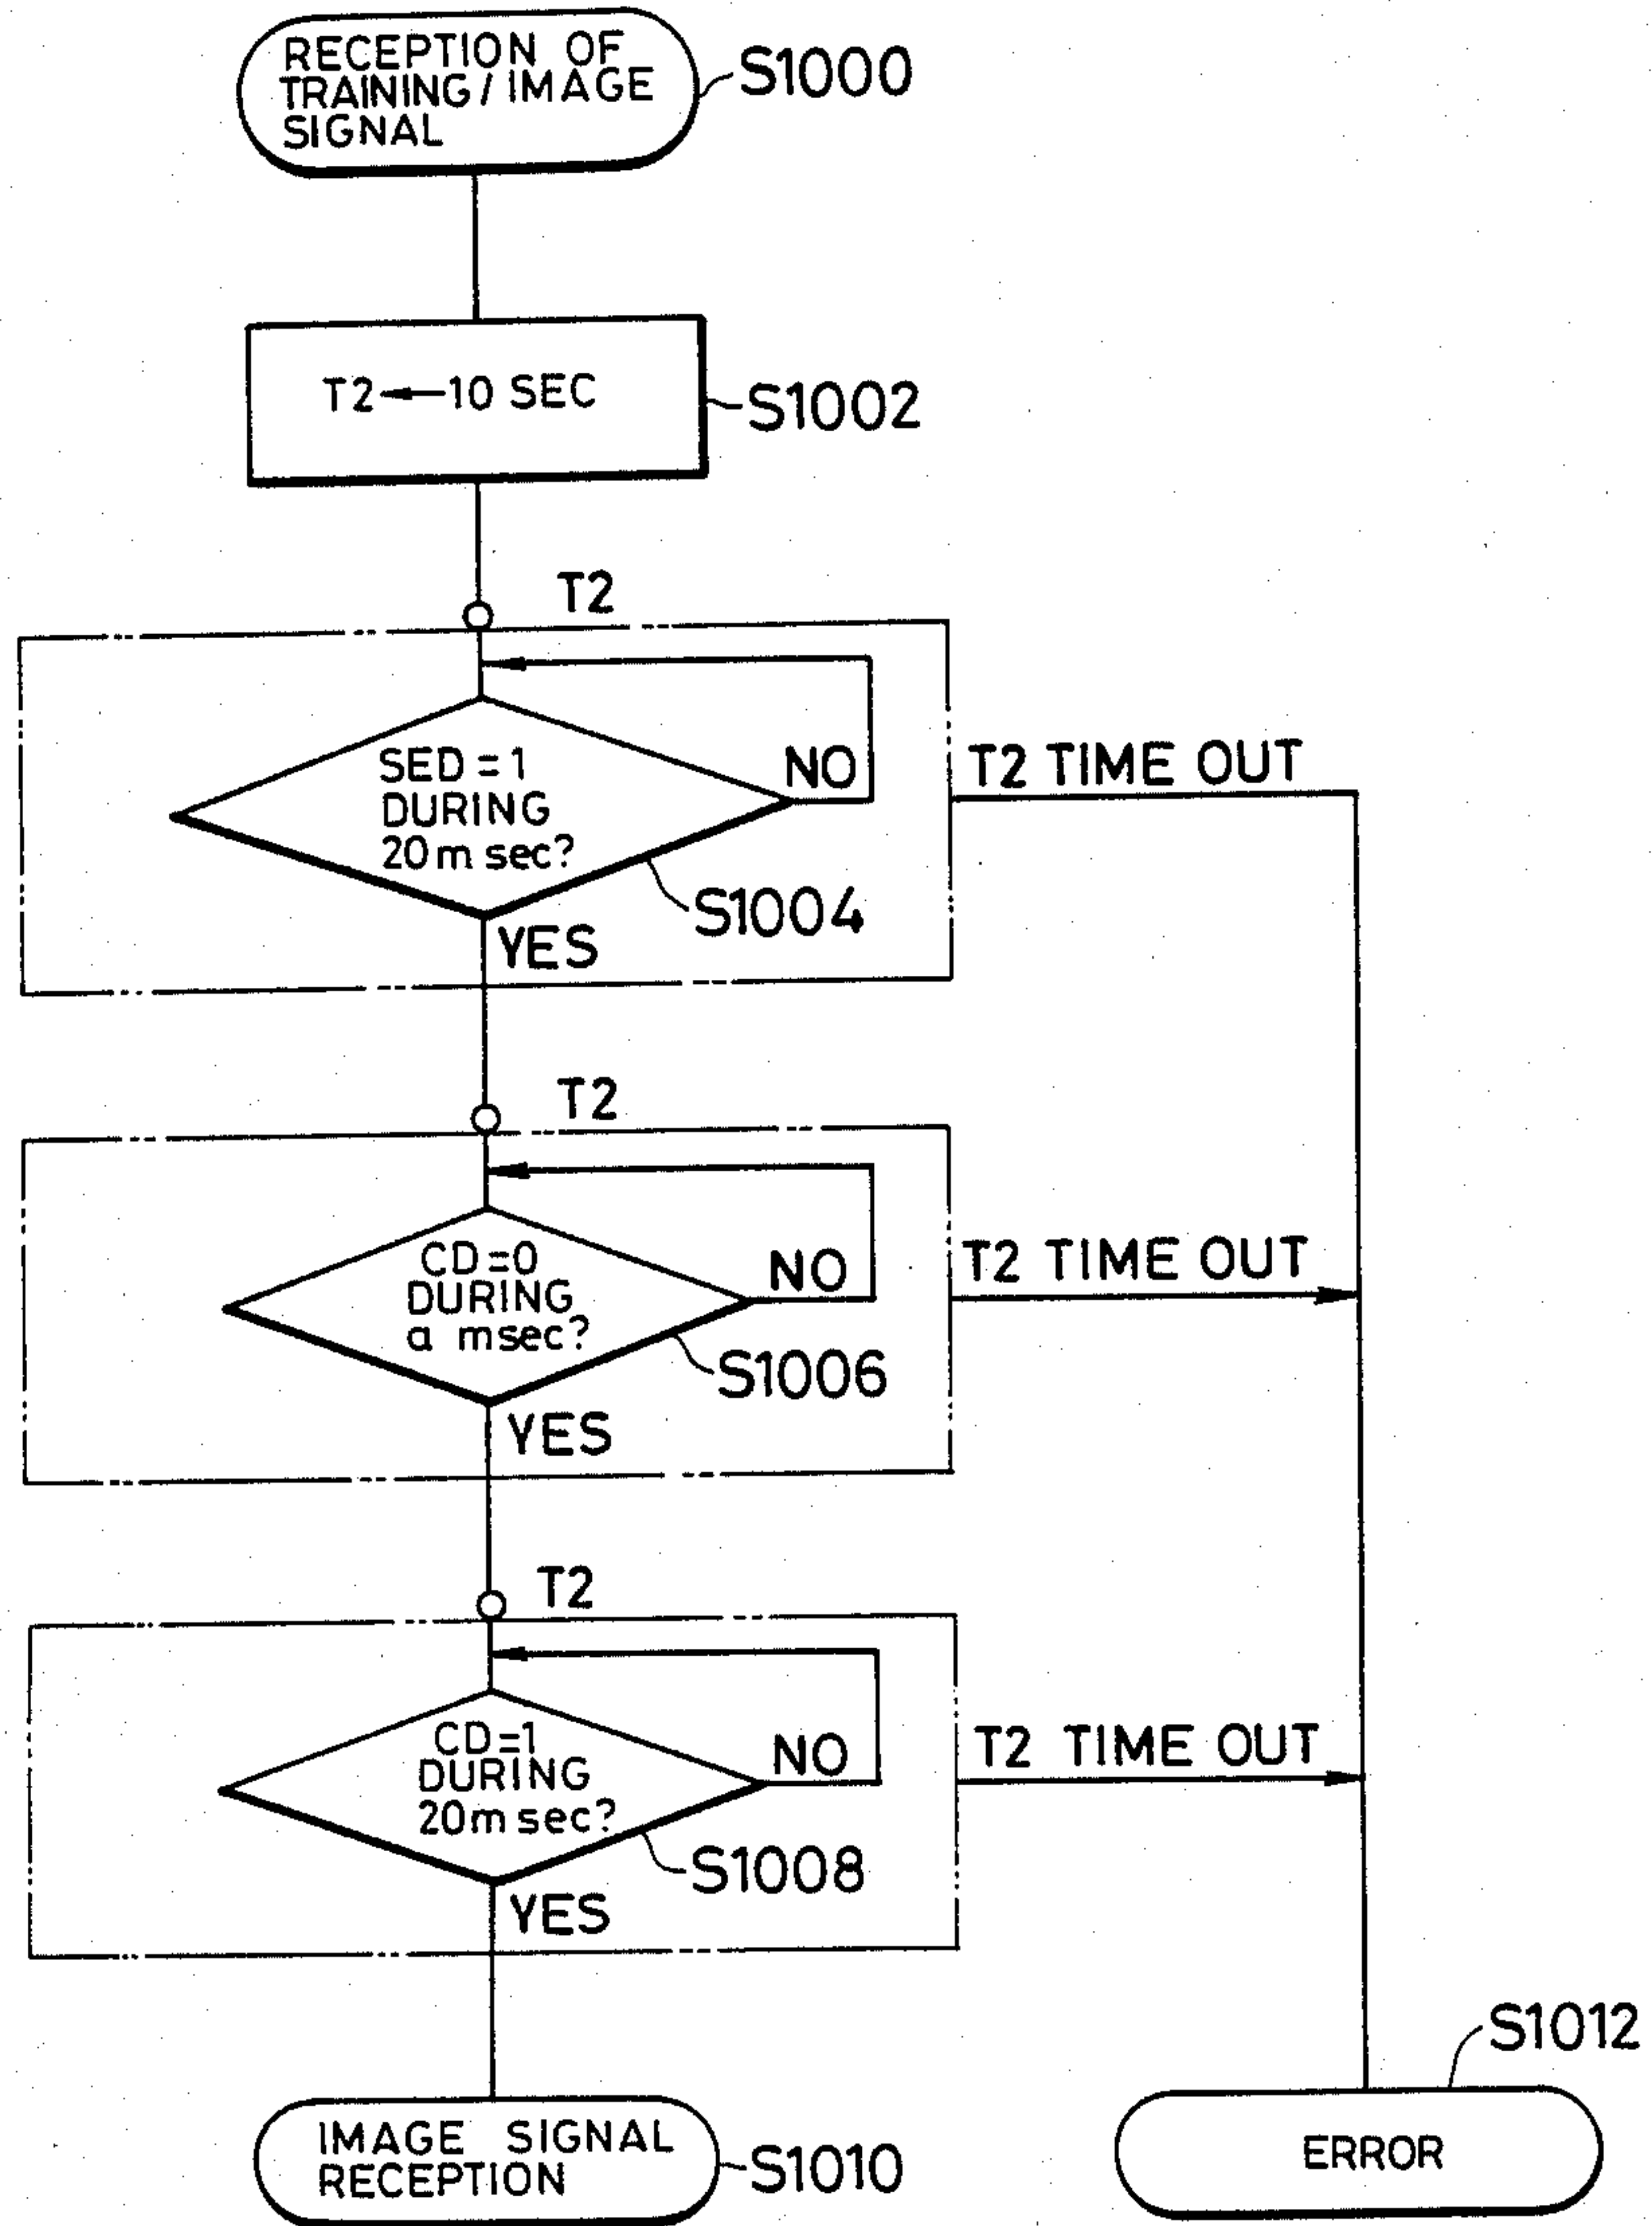 RECEPTION OF
TRAINING/IMAGE
SIGNAL
S1000
T2←10 SEC
S1002
T2
SED=1
DURING
20m sec?
NO
T2 TIME OUT
S1004
YES
T2
CD=0
DURING
a msec?
NO
T2 TIME OUT
S1006
YES
T2
CD=1
DURING
20m sec?
NO
T2 TIME OUT
S1008
YES
S1012
IMAGE SIGNAL
RECEPTION
S1010
ERROR